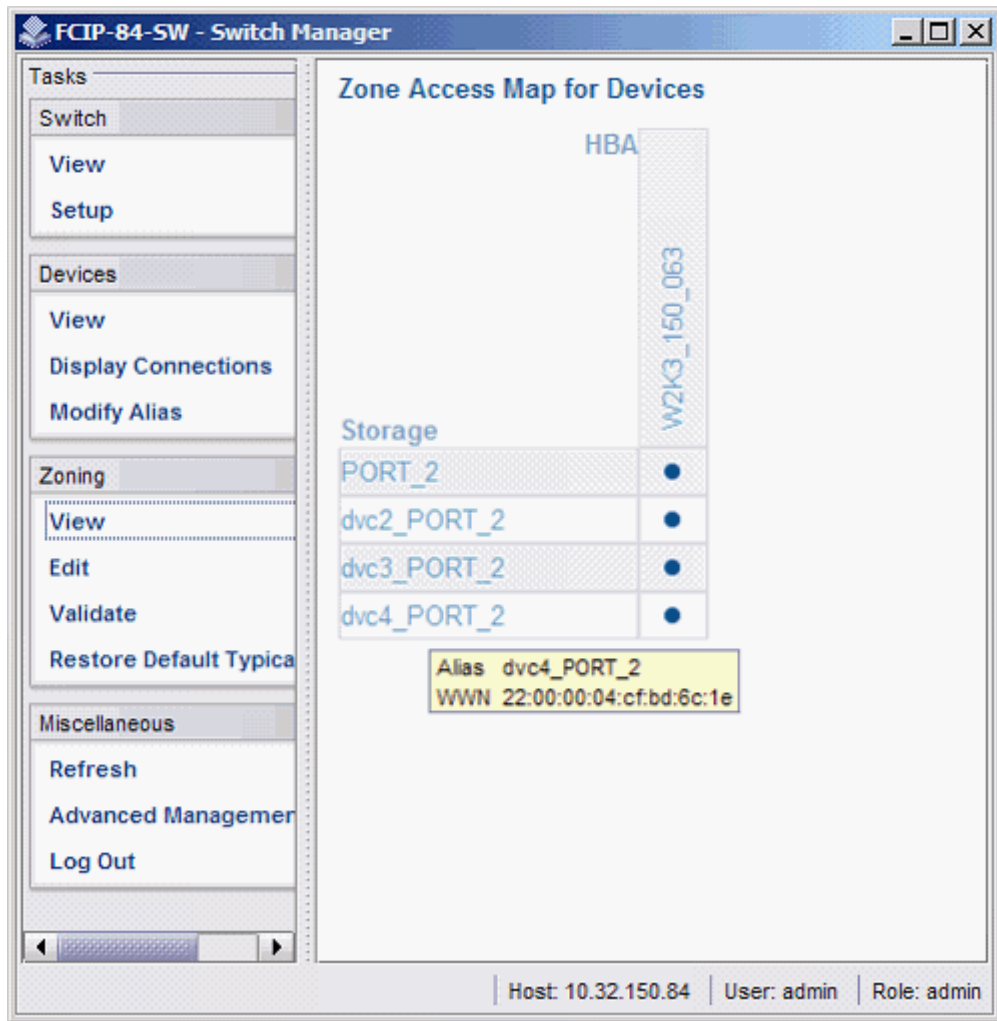 FCIP-84-SW - Switch Manager
Tasks
Switch
View
Setup
Devices
View
Display Connections
Modify Alias
Zoning
View
Edit
Validate
Restore Default Typica
Miscellaneous
Refresh
Advanced Managemen
Log Out
Zone Access Map for Devices
HBA
W2K3_150_063
Storage
PORT_2
dvc2_PORT_2
dvc3_PORT_2
dvc4_PORT_2
Alias dvc4_PORT_2
WWN 22:00:00:04:cf:bd:6c:1e
Host: 10.32.150.84 User: admin Role: admin